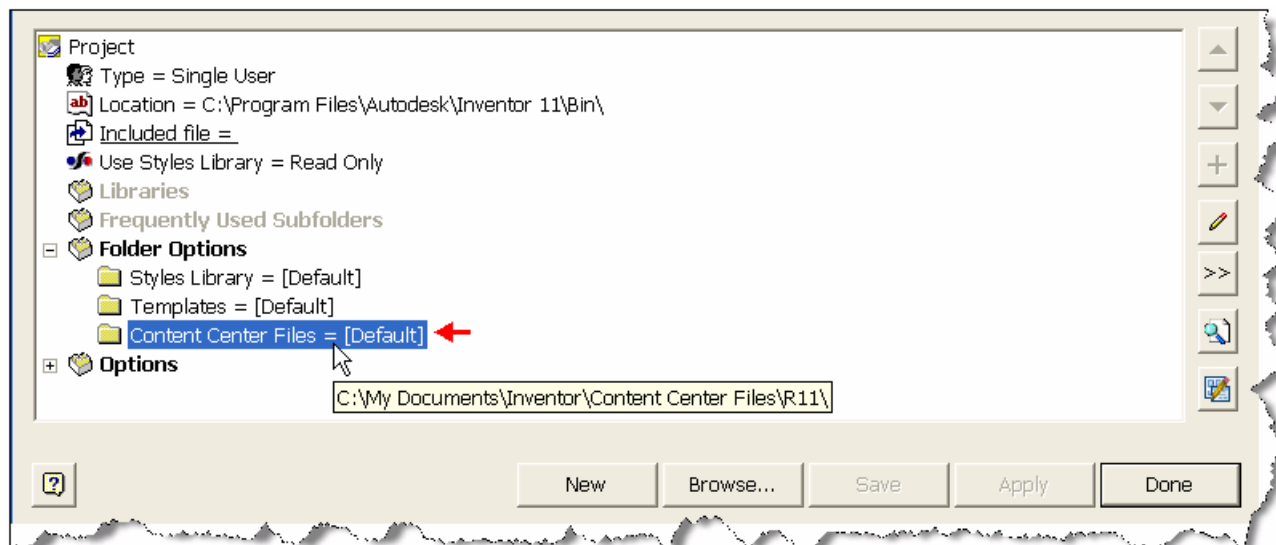 Project
Type = Single User
Location = C:\Program Files\Autodesk\Inventor 11\Bin\
Included file =
Use Styles Library = Read Only
Libraries
Frequently Used Subfolders
Folder Options
Styles Library = [Default]
Templates = [Default]
Content Center Files = [Default]
Options
C:\My Documents\Inventor\Content Center Files\R11\
>>
New Browse... Save Apply Done